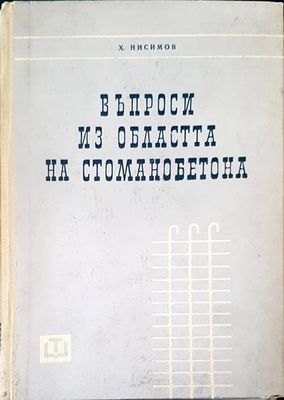 Х. НИСИМОВ
ВЪПРОСИ
ИЗ ОБЛАСТТА
НА СТОМАНОБЕТОНА